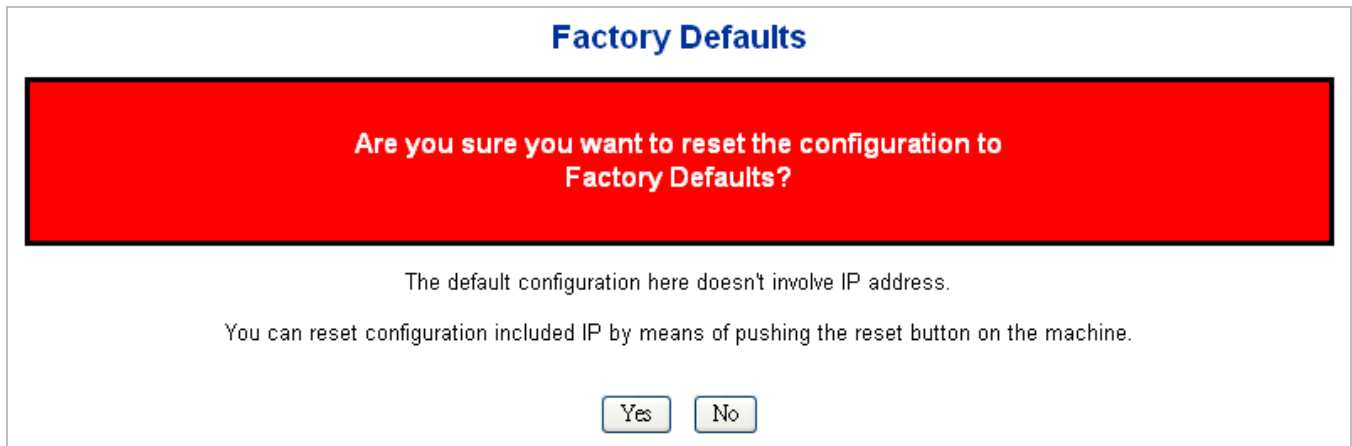 Factory Defaults
Are you sure you want to reset the configuration to
Factory Defaults?
The default configuration here doesn't involve IP address.
You can reset configuration included IP by means of pushing the reset button on the machine.
Yes No